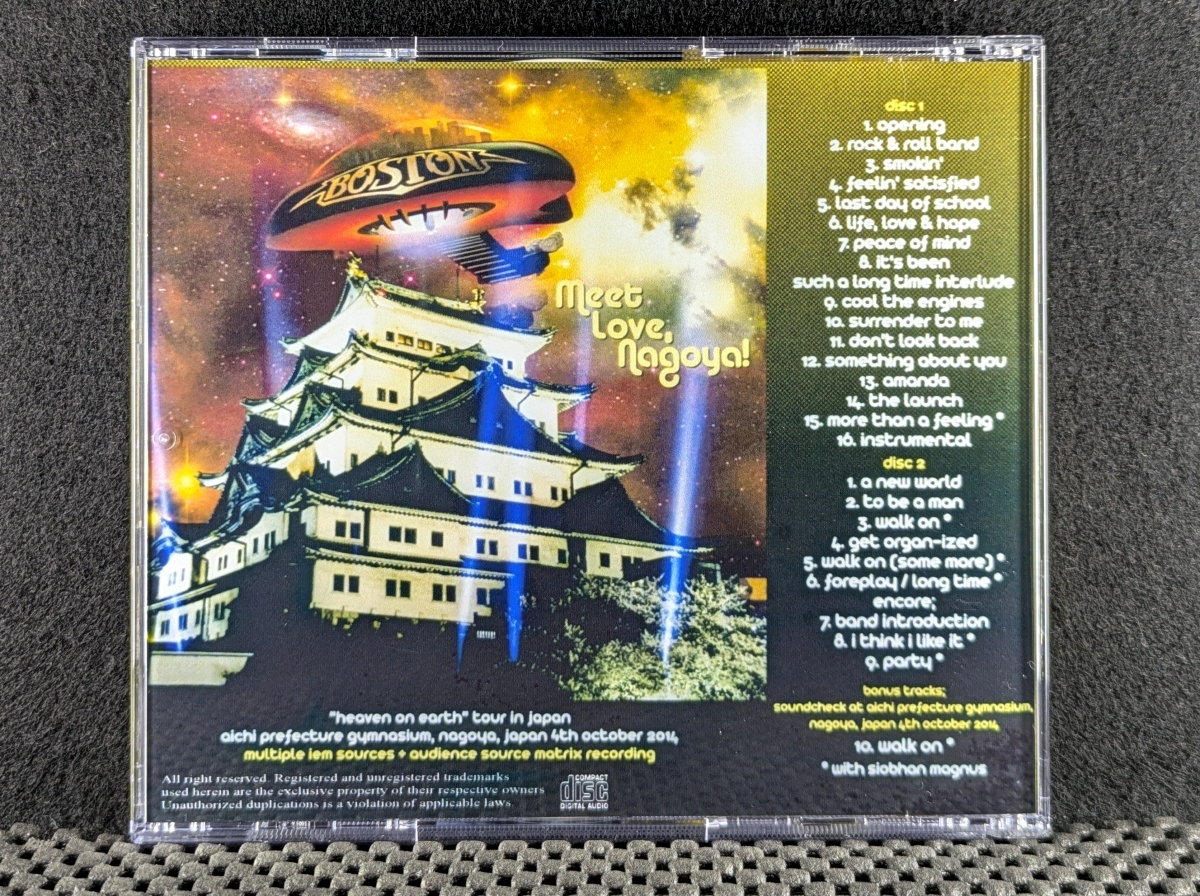 BOSTON
Meet
Love,
Nagoya!
disc 1
1. opening
2. rock & roll band
3. smokin'
4. feelin' satisfied
5. last day of school
6. life, love & hope
7. peace of mind
8. it's been
such a long time interlude
9. cool the engines
10. surrender to me
11. don't look back
12. something about you
13. amanda
14. the launch
15. more than a feeling *
16. instrumental
disc 2
1. a new world
2. to be a man
3. walk on *
4. get organ-ized
5. walk on (some more) *
6. foreplay / long time *
encore;
7. band introduction
8. i think i like it *
9. party *
bonus tracks;
soundcheck at aichi prefecture gymnasium,
nagoya, japan 4th october 2014
10. walk on *
* with siobhan magnus
"heaven on earth" tour in japan
aichi prefecture gymnasium, nagoya, japan 4th october 2014
multiple iem sources + audience source matrix recording
All right reserved. Registered and unregistered trademarks
used herein are the exclusive property of their respective owners
Unauthorized duplications is a violation of applicable laws.
COMPACT
disc
DIGITAL AUDIO